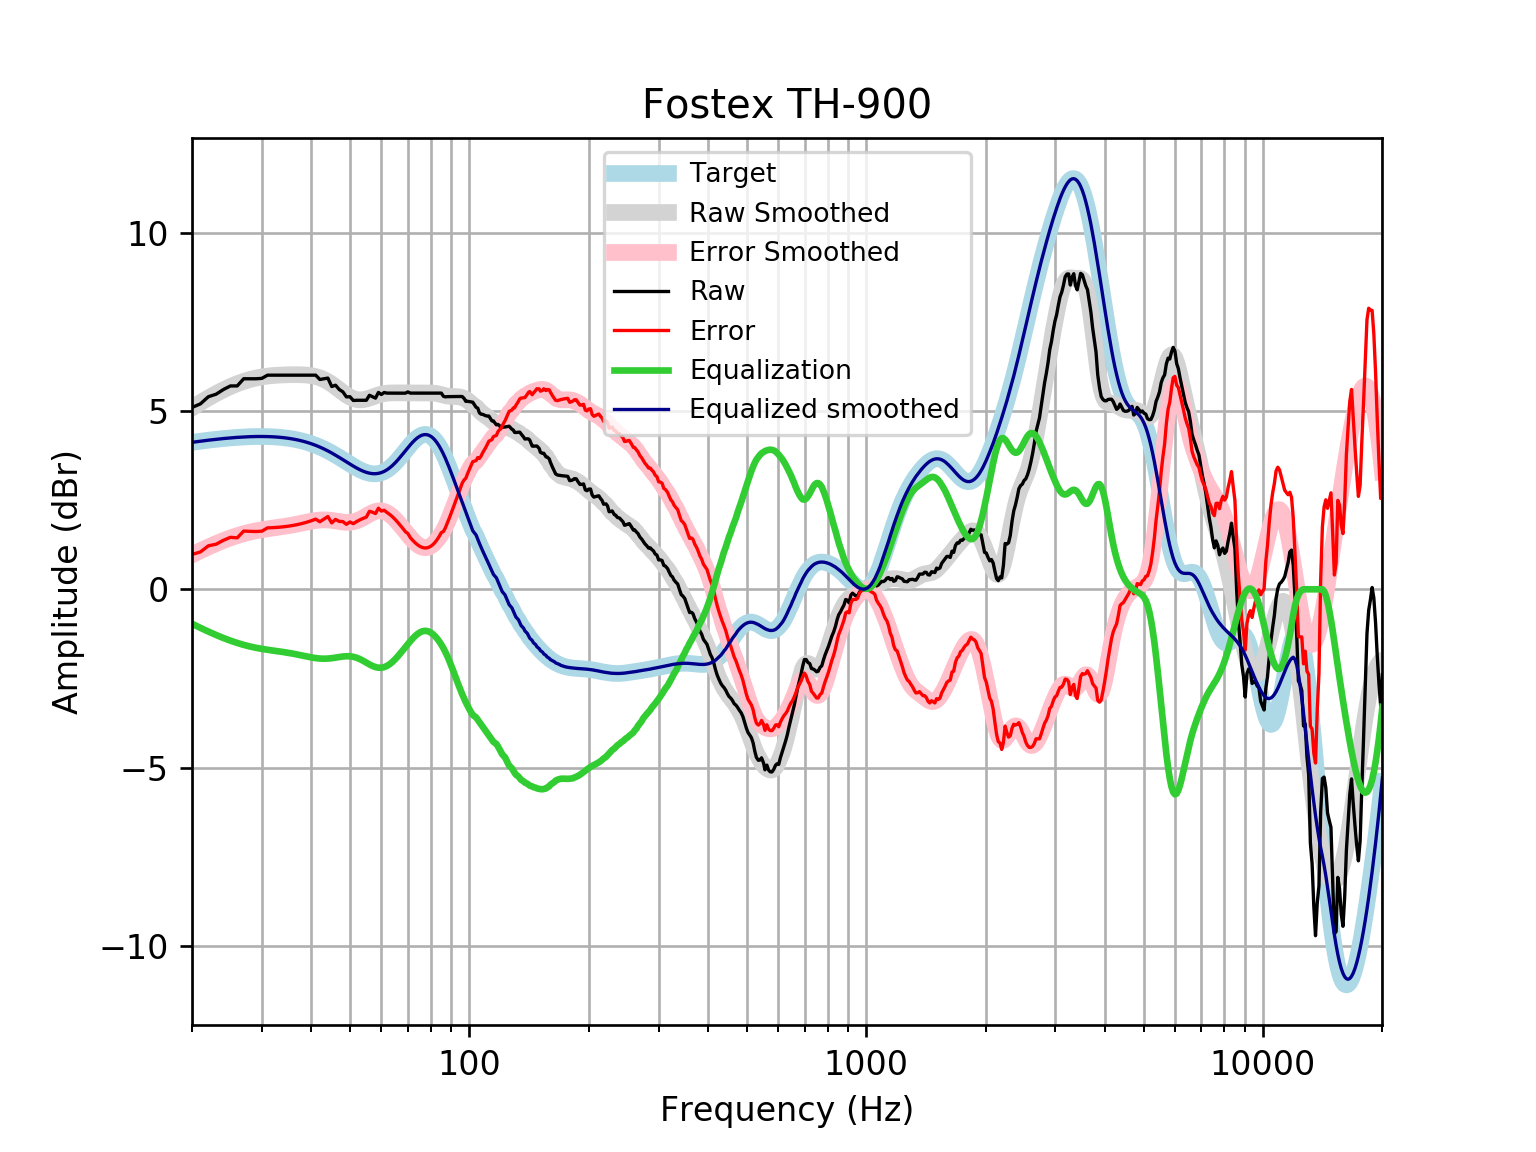 Fostex TH-900
Target
Raw Smoothed
Error Smoothed
Raw
Error
Equalization
Equalized smoothed
10
5
0
−5
−10
Amplitude (dBr)
100
1000
10000
Frequency (Hz)